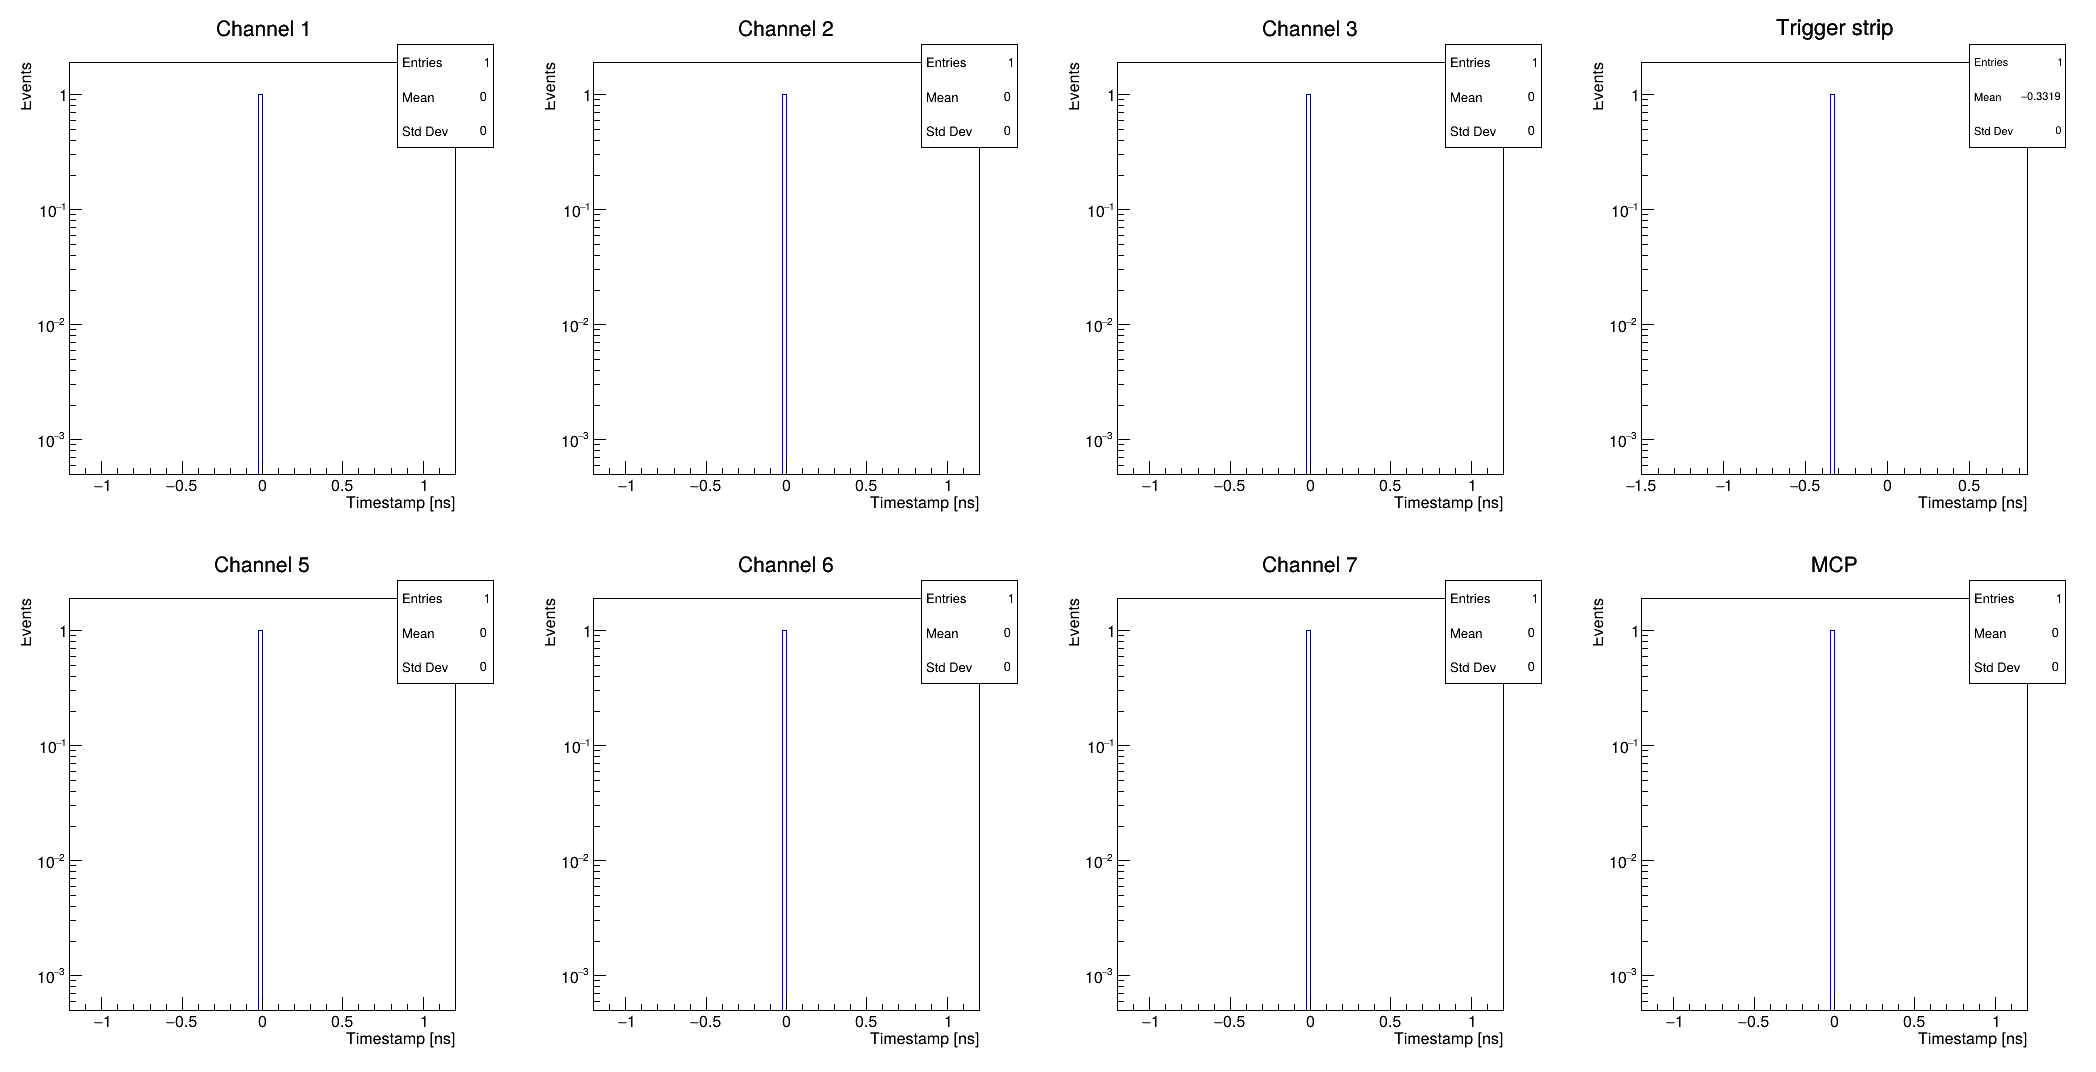 Channel 1
Events
Entries 1
Mean 0
Std Dev 0
1
10⁻¹
10⁻²
10⁻³
−1 −0.5 0 0.5 1
Timestamp [ns]
Channel 2
Events
Entries 1
Mean 0
Std Dev 0
1
10⁻¹
10⁻²
10⁻³
−1 −0.5 0 0.5 1
Timestamp [ns]
Channel 3
Events
Entries 1
Mean 0
Std Dev 0
1
10⁻¹
10⁻²
10⁻³
−1 −0.5 0 0.5 1
Timestamp [ns]
Trigger strip
Events
Entries 1
Mean −0.3319
Std Dev 0
1
10⁻¹
10⁻²
10⁻³
−1.5 −1 −0.5 0 0.5
Timestamp [ns]
Channel 5
Events
Entries 1
Mean 0
Std Dev 0
1
10⁻¹
10⁻²
10⁻³
−1 −0.5 0 0.5 1
Timestamp [ns]
Channel 6
Events
Entries 1
Mean 0
Std Dev 0
1
10⁻¹
10⁻²
10⁻³
−1 −0.5 0 0.5 1
Timestamp [ns]
Channel 7
Events
Entries 1
Mean 0
Std Dev 0
1
10⁻¹
10⁻²
10⁻³
−1 −0.5 0 0.5 1
Timestamp [ns]
MCP
Events
Entries 1
Mean 0
Std Dev 0
1
10⁻¹
10⁻²
10⁻³
−1 −0.5 0 0.5 1
Timestamp [ns]